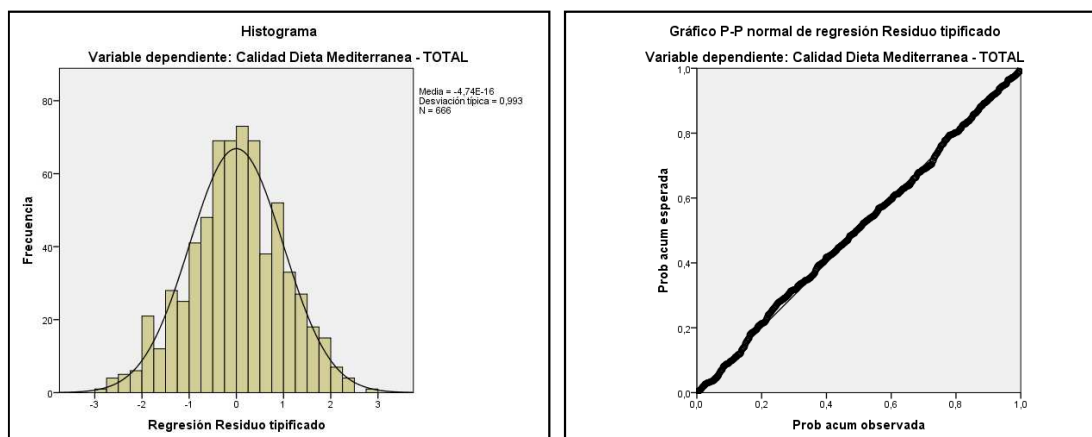 Histograma
Variable dependiente: Calidad Dieta Mediterranea - TOTAL
Media = -4,74E-16
Desviación típica = 0,993
N = 666
80
60
40
20
0
Frecuencia
-3 -2 -1 0 1 2 3
Regresión Residuo tipificado
Gráfico P-P normal de regresión Residuo tipificado
Variable dependiente: Calidad Dieta Mediterranea - TOTAL
1,0
0,8
0,6
0,4
0,2
0,0
Prob acum esperada
0,0 0,2 0,4 0,6 0,8 1,0
Prob acum observada